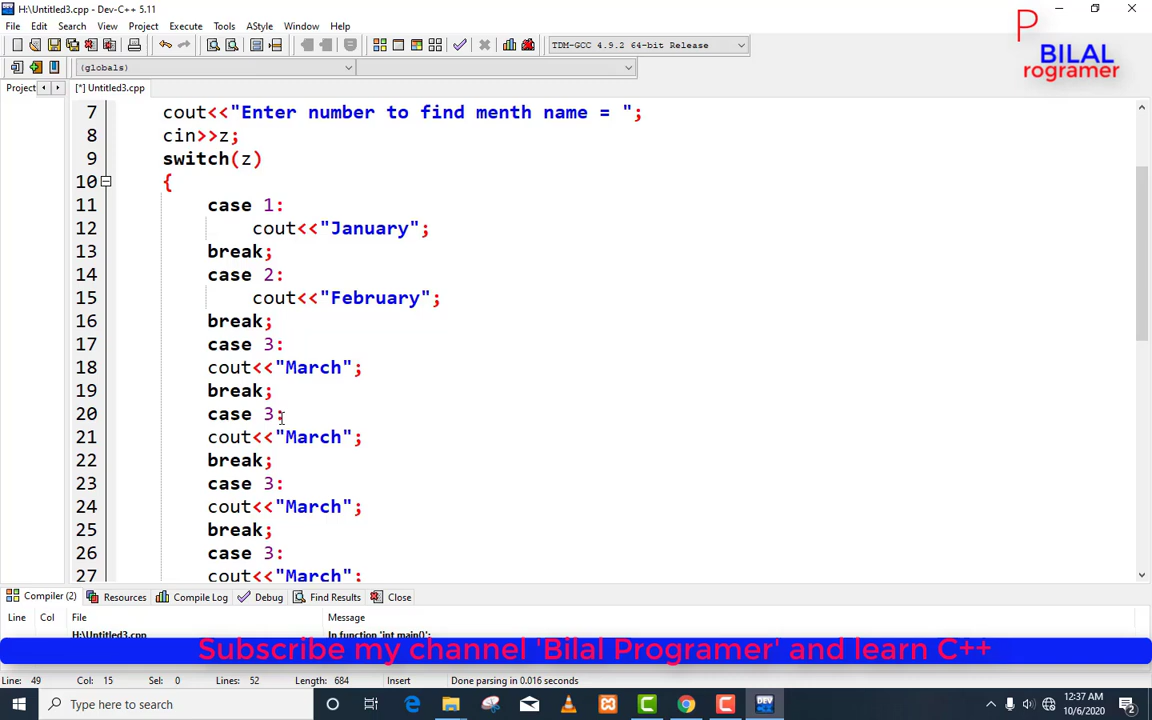 H:\Untitled3.cpp - Dev-C++ 5.11
File Edit Search View Project Execute Tools AStyle Window Help
TDM-GCC 4.9.2 64-bit Release
(globals)
P
BILAL
rogramer
Project
[*] Untitled3.cpp
7 cout<<"Enter number to find menth name = ";
8 cin>>z;
9 switch(z)
10 {
11 case 1:
12 cout<<"January";
13 break;
14 case 2:
15 cout<<"February";
16 break;
17 case 3:
18 cout<<"March";
19 break;
20 case 3:
21 cout<<"March";
22 break;
23 case 3:
24 cout<<"March";
25 break;
26 case 3:
27 cout<<"March";
Compiler (2) Resources Compile Log Debug Find Results Close
Line Col File Message
H:\Untitled3.cpp In function 'int main()':
Subscribe my channel 'Bilal Programer' and learn C++
Line: 49 Col: 15 Sel: 0 Lines: 52 Length: 684 Insert Done parsing in 0.016 seconds
Type here to search
12:37 AM
10/6/2020
2